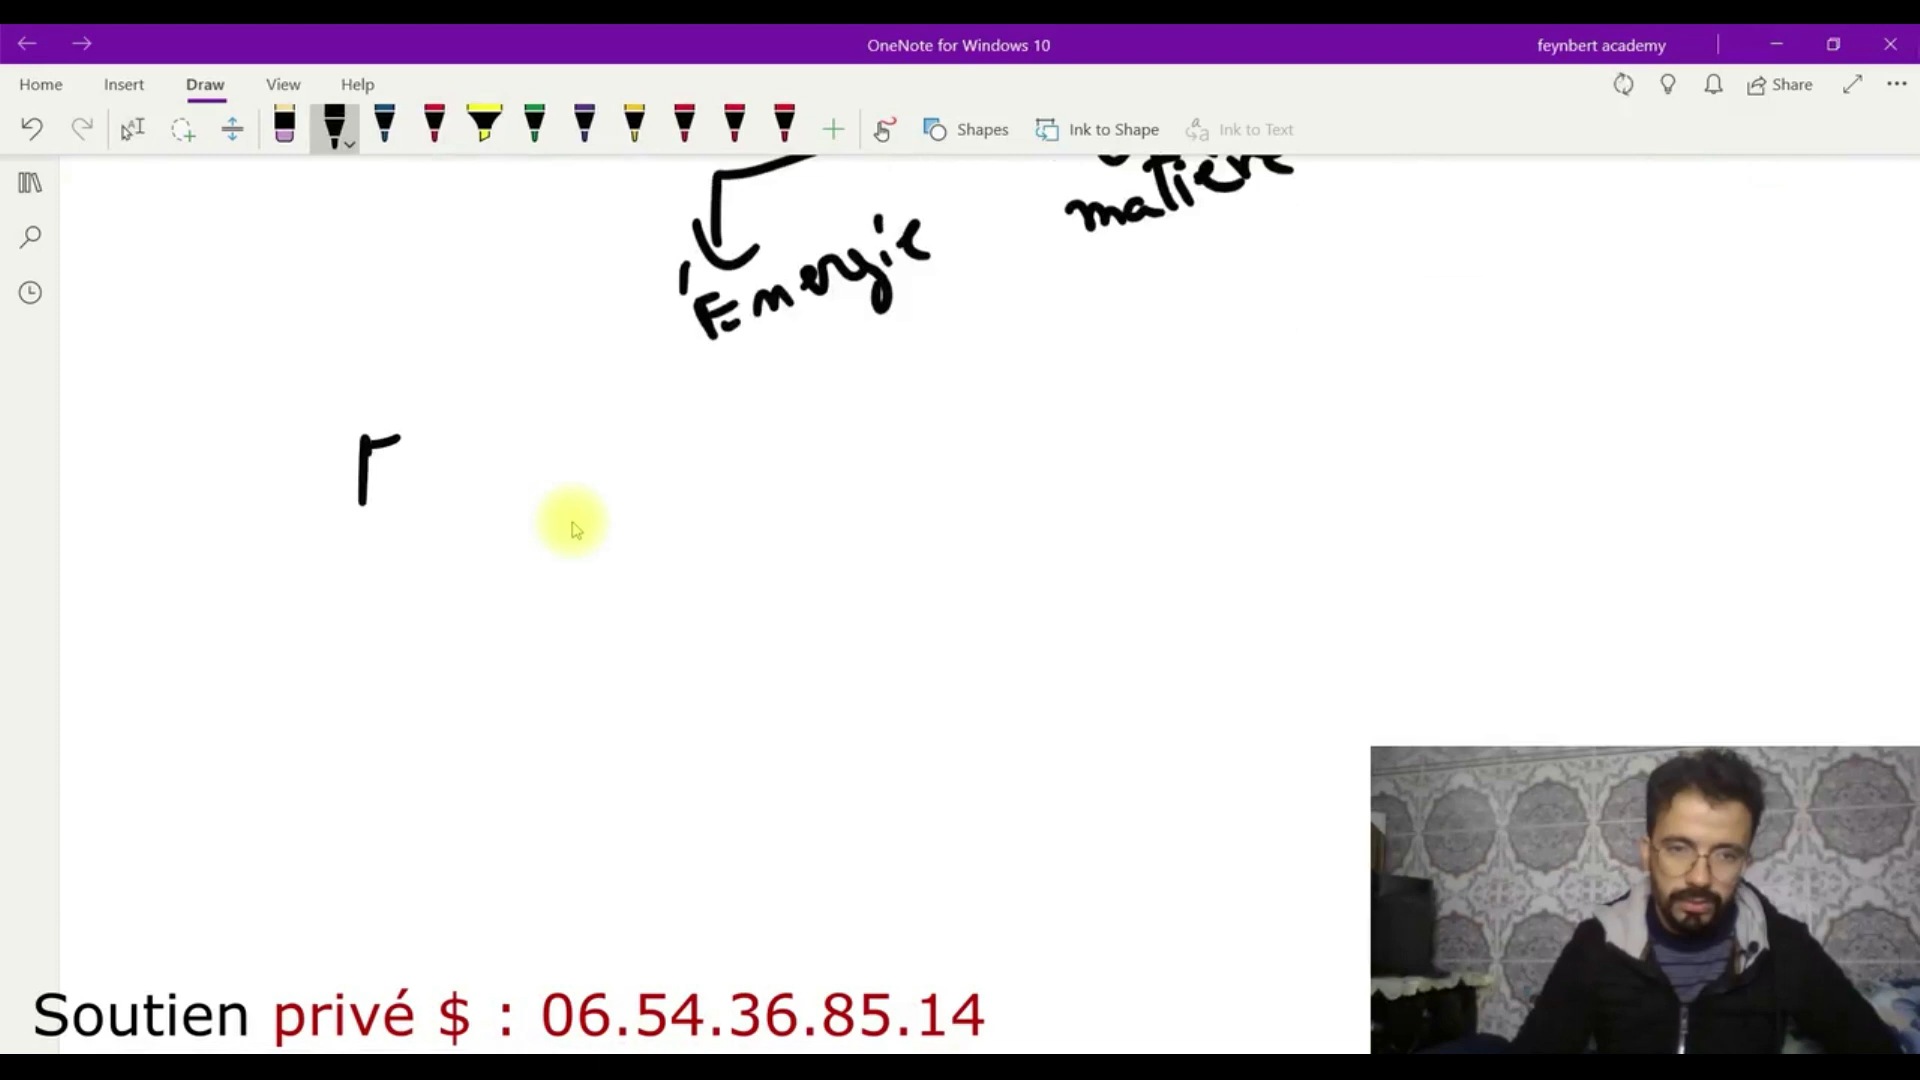 OneNote for Windows 10
feynbert academy
Home Insert Draw View Help
Share
Shapes
Ink to Shape
Ink to Text
matière
Énergie
Soutien privé $ : 06.54.36.85.14